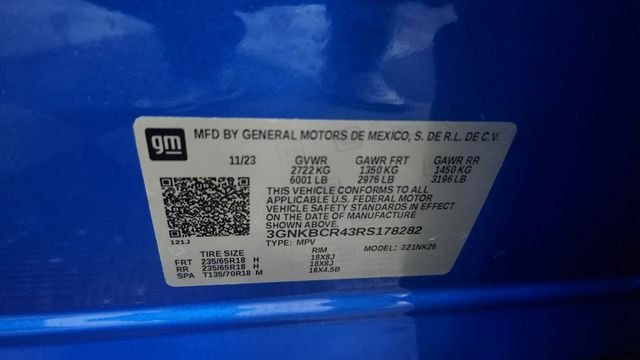 gm
MFD BY GENERAL MOTORS DE MEXICO, S. DE R.L. DE C.V.
11/23 GVWR GAWR FRT GAWR RR
2722 KG 1350 KG 1450 KG
6001 LB 2976 LB 3196 LB
THIS VEHICLE CONFORMS TO ALL
APPLICABLE U.S. FEDERAL MOTOR
VEHICLE SAFETY STANDARDS IN EFFECT
ON THE DATE OF MANUFACTURE
SHOWN ABOVE.
3GNKBCR43RS178282
121J
TYPE: MPV MODEL: 321NK26
TIRE SIZE RIM
FRT 235/65R18 H 18X8J
RR 235/65R18 H 18X8J
SPA T135/70R18 M 18X4.5B